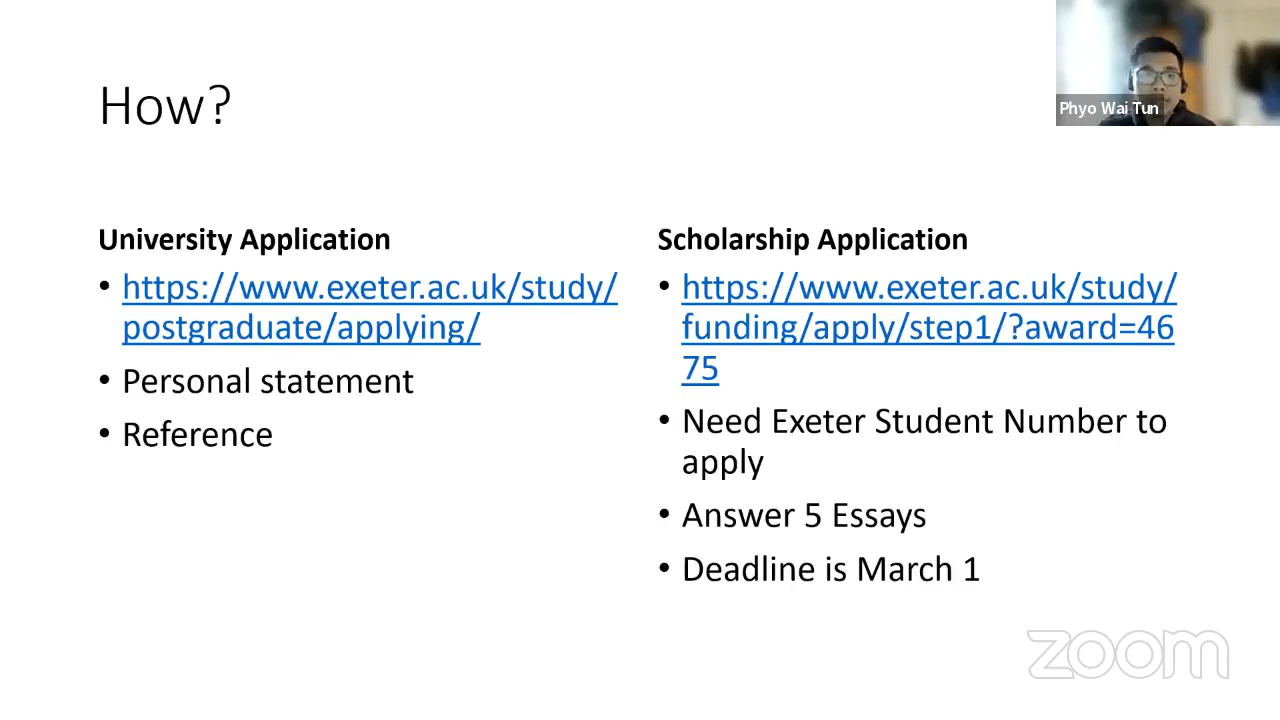 How?
Phyo Wai Tun
University Application
• https://www.exeter.ac.uk/study/
postgraduate/applying/
• Personal statement
• Reference
Scholarship Application
• https://www.exeter.ac.uk/study/
funding/apply/step1/?award=46
75
• Need Exeter Student Number to
apply
• Answer 5 Essays
• Deadline is March 1
zoom